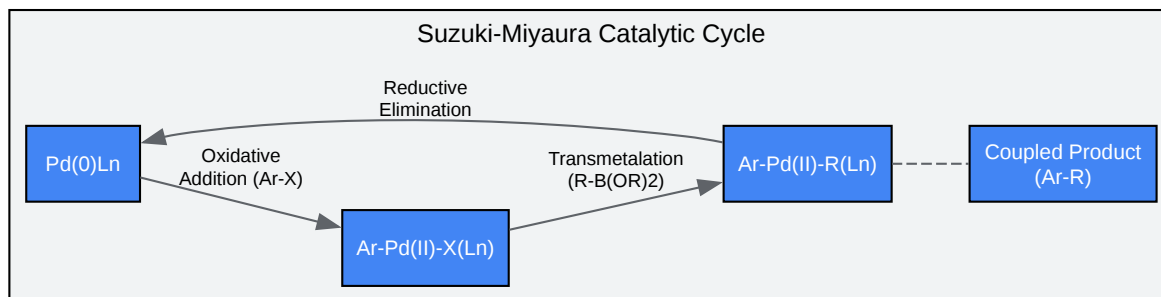 Suzuki-Miyaura Catalytic Cycle
Reductive
Elimination
Pd(0)Ln
Oxidative
Addition (Ar-X)
Ar-Pd(II)-X(Ln)
Transmetalation
(R-B(OR)2)
Ar-Pd(II)-R(Ln)
Coupled Product
(Ar-R)